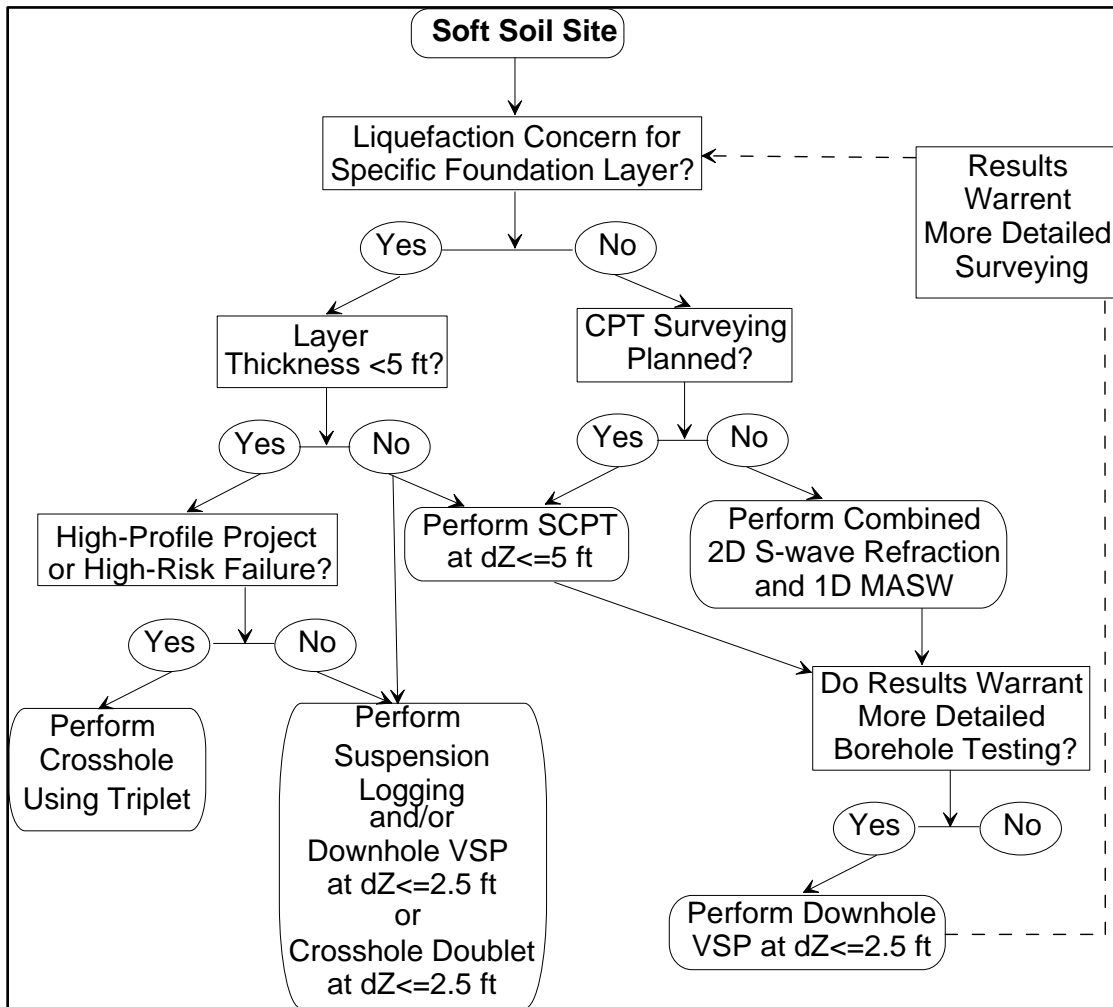 Soft Soil Site
Liquefaction Concern for
Specific Foundation Layer?
Results
Warrent
More Detailed
Surveying
Yes
No
Layer
Thickness <5 ft?
CPT Surveying
Planned?
Yes
No
Yes
No
High-Profile Project
or High-Risk Failure?
Perform SCPT
at dZ<=5 ft
Perform Combined
2D S-wave Refraction
and 1D MASW
Yes
No
Do Results Warrant
More Detailed
Borehole Testing?
Perform
Crosshole
Using Triplet
Perform
Suspension
Logging
and/or
Downhole VSP
at dZ<=2.5 ft
or
Crosshole Doublet
at dZ<=2.5 ft
Yes
No
Perform Downhole
VSP at dZ<=2.5 ft